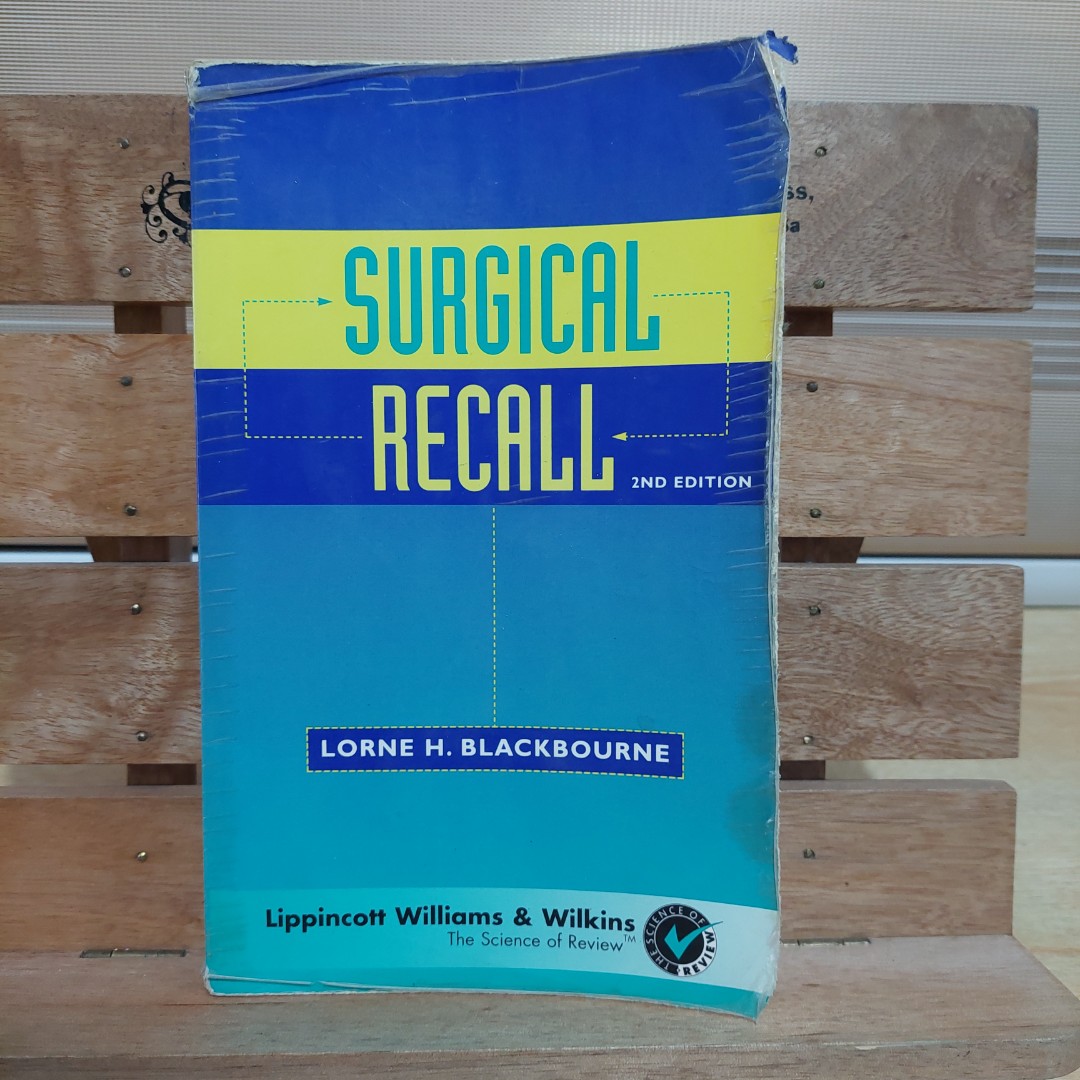 SURGICAL
RECALL
2ND EDITION
LORNE H. BLACKBOURNE
Lippincott Williams & Wilkins
The Science of Review™
THE SCIENCE OF REVIEW